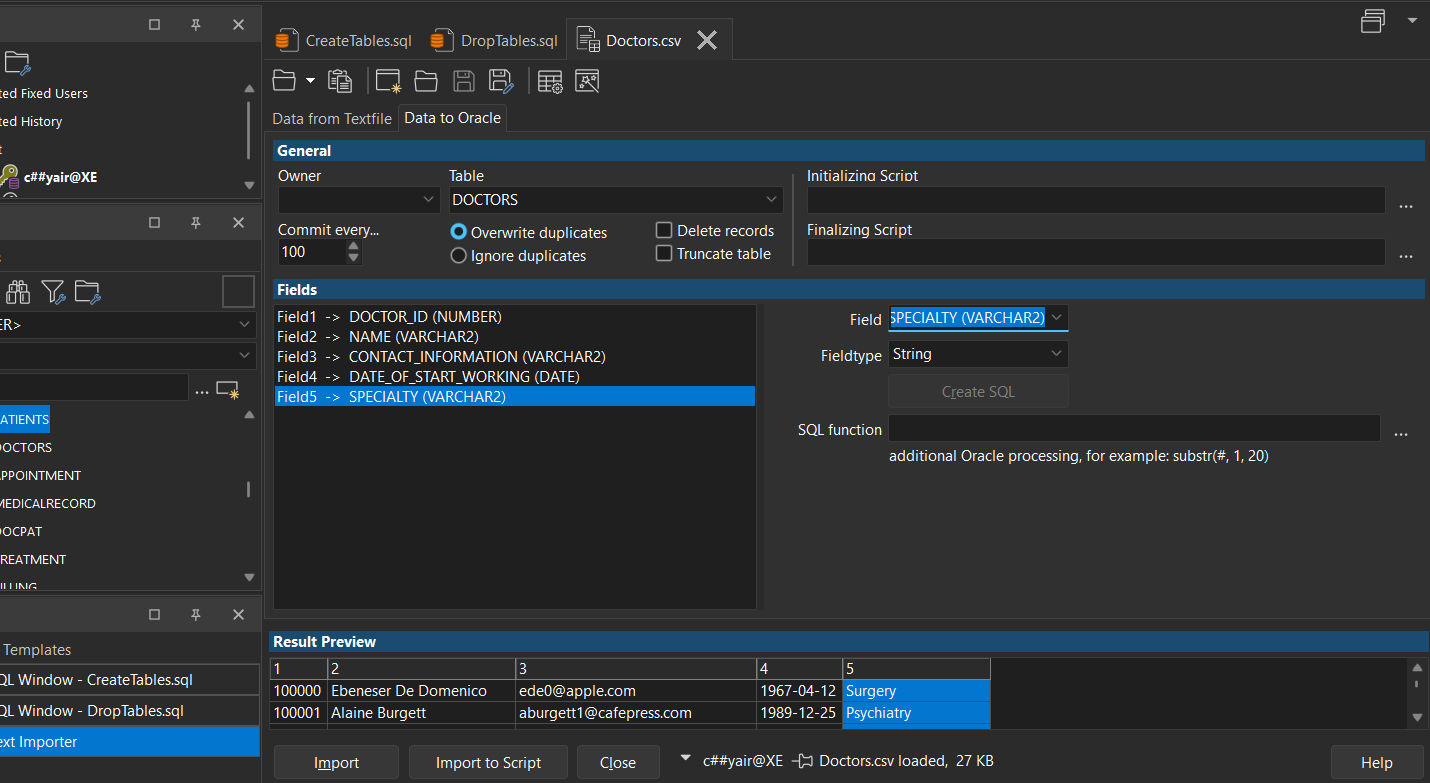 CreateTables.sql
DropTables.sql
Doctors.csv
ted Fixed Users
ted History
t
c##yair@XE
ER>
...
ATIENTS
DOCTORS
APPOINTMENT
MEDICALRECORD
DOCPAT
REATMENT
Templates
QL Window - CreateTables.sql
QL Window - DropTables.sql
ext Importer
Data from Textfile
Data to Oracle
General
Owner
Table
Initializing Script
DOCTORS
...
Commit every...
Overwrite duplicates
Delete records
Finalizing Script
100
Ignore duplicates
Truncate table
...
Fields
Field1 -> DOCTOR_ID (NUMBER)
Field2 -> NAME (VARCHAR2)
Field3 -> CONTACT_INFORMATION (VARCHAR2)
Field4 -> DATE_OF_START_WORKING (DATE)
Field5 -> SPECIALTY (VARCHAR2)
Field
SPECIALTY (VARCHAR2)
Fieldtype
String
Create SQL
SQL function
...
additional Oracle processing, for example: substr(#, 1, 20)
Result Preview
1 2 3 4 5
100000 Ebeneser De Domenico ede0@apple.com 1967-04-12 Surgery
100001 Alaine Burgett aburgett1@cafepress.com 1989-12-25 Psychiatry
Import
Import to Script
Close
c##yair@XE
Doctors.csv loaded, 27 KB
Help